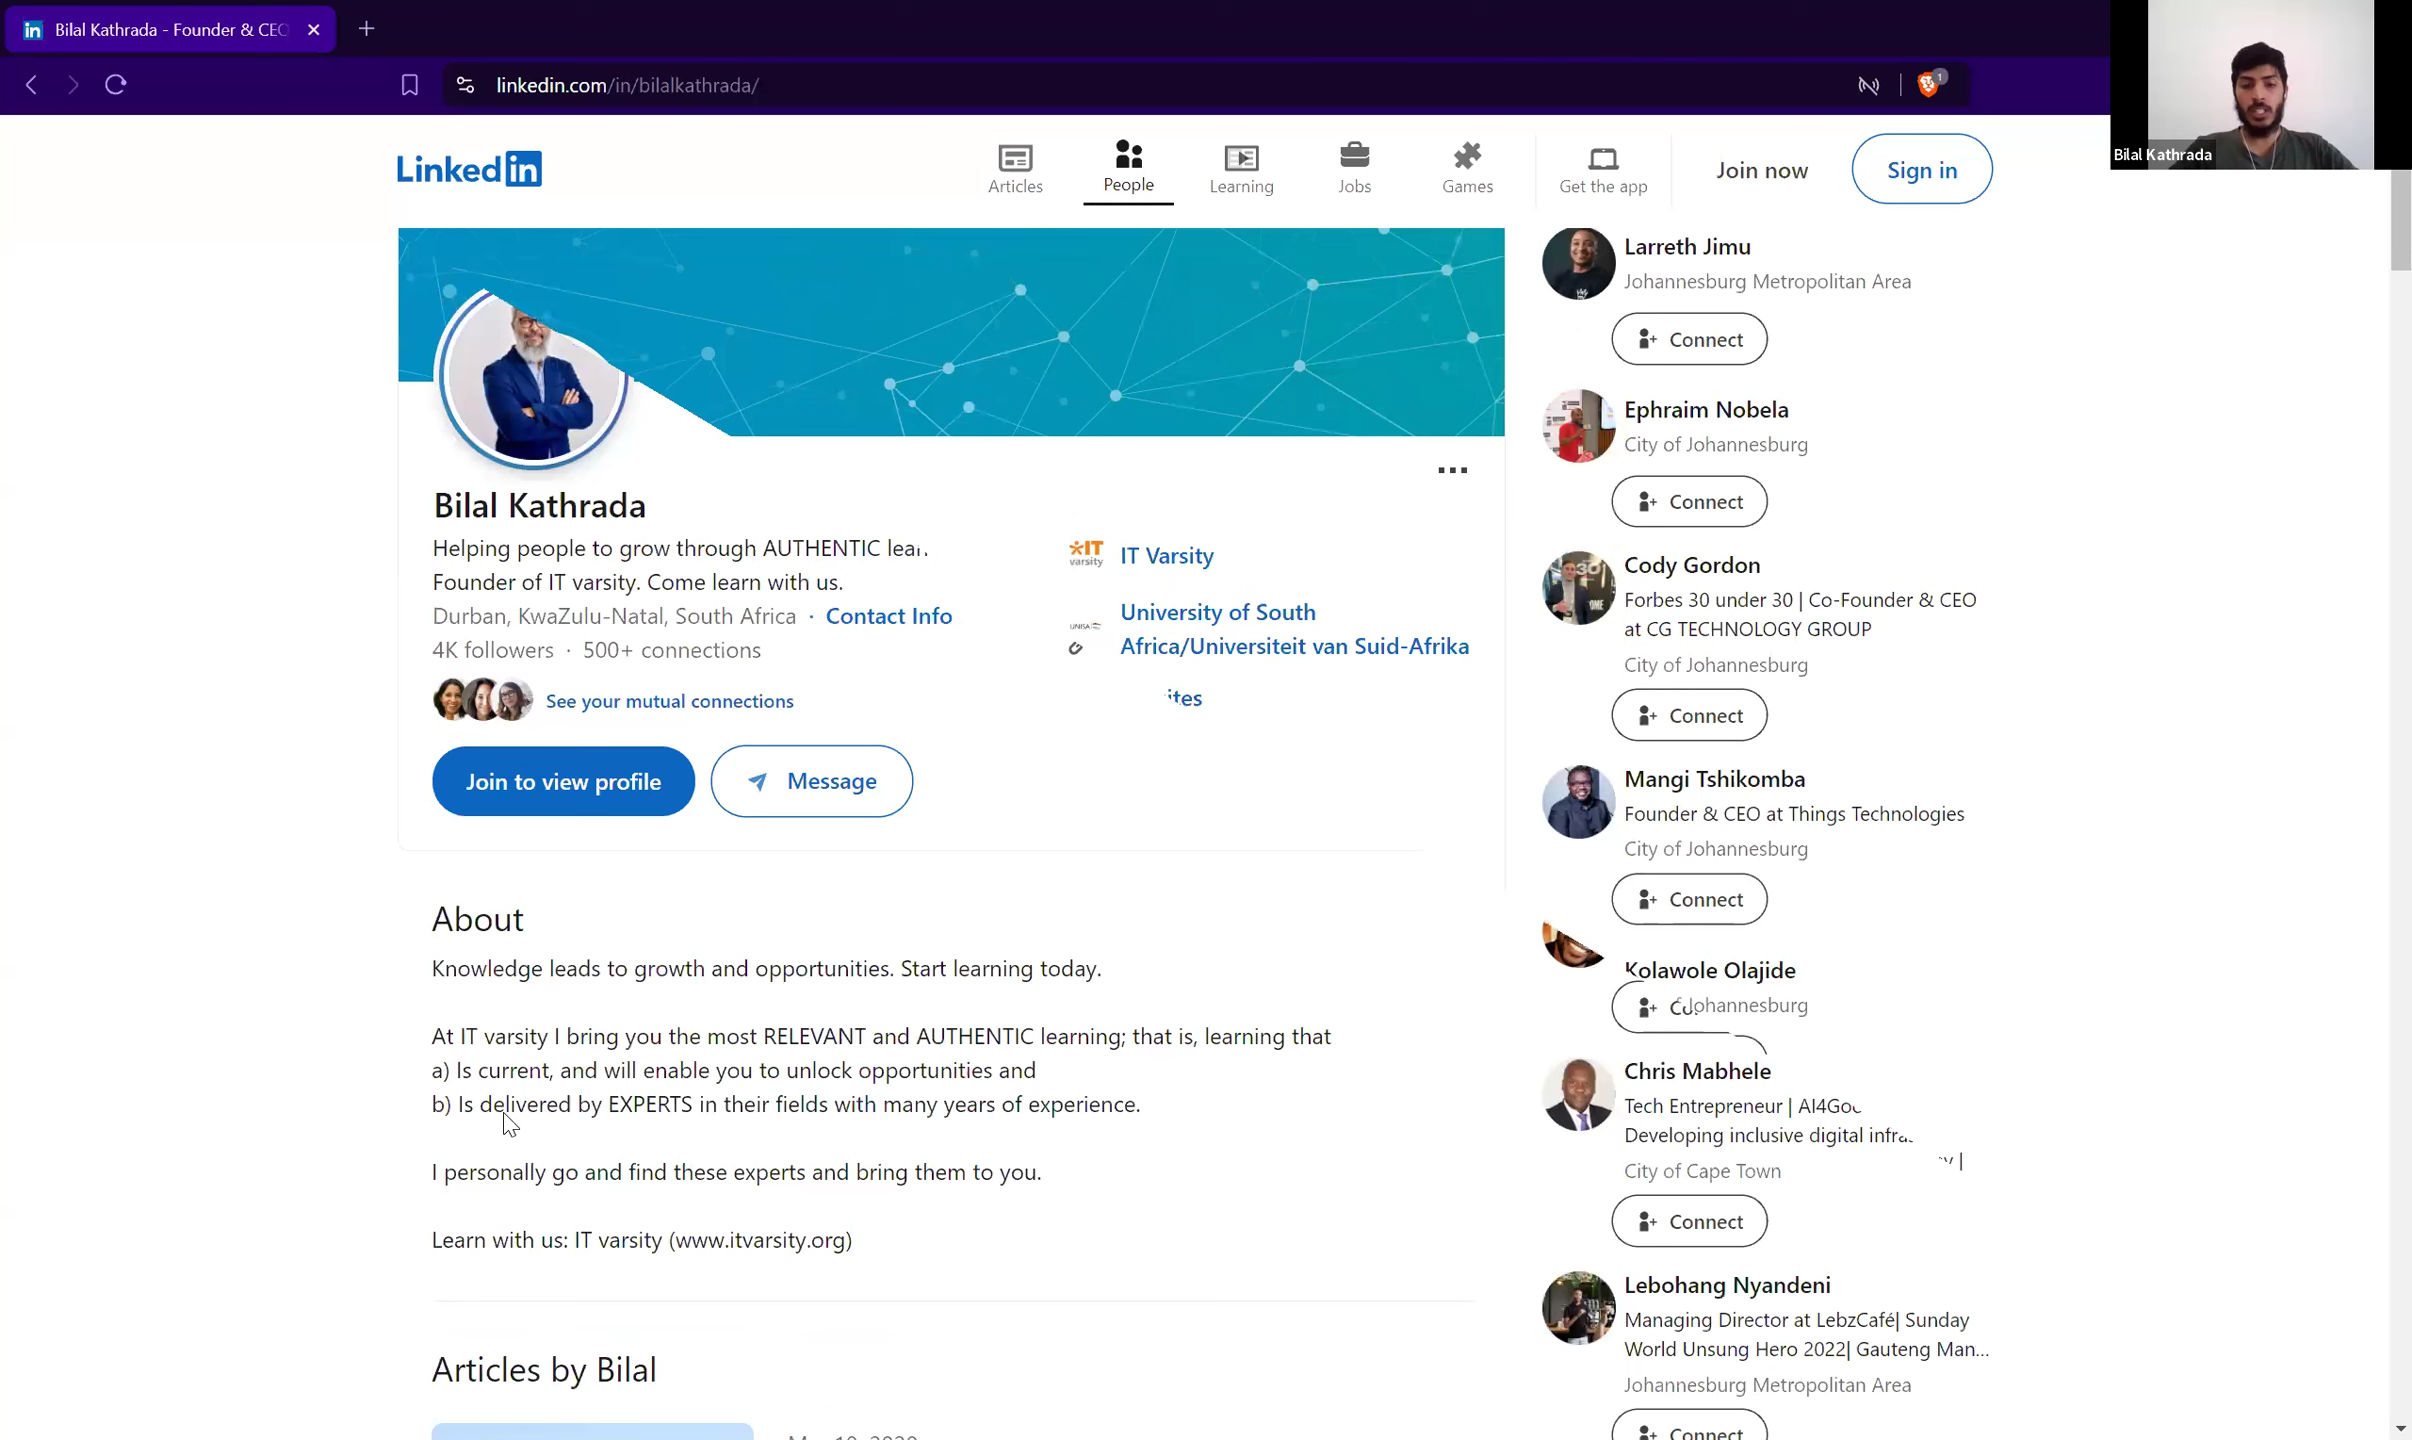 Bilal Kathrada - Founder & CEO
linkedin.com/in/bilalkathrada/
1
Bilal Kathrada
LinkedIn
Articles
People
Learning
Jobs
Games
Get the app
Join now
Sign in
Bilal Kathrada
Helping people to grow through AUTHENTIC
Founder of IT varsity. Come learn with us.
Durban, KwaZulu-Natal, South Africa · Contact Info
4K followers · 500+ connections
See your mutual connections
Join to view profile
Message
IT varsity
IT Varsity
UNISA
University of South
Africa/Universiteit van Suid-Afrika
About
Knowledge leads to growth and opportunities. Start learning today.
At IT varsity I bring you the most RELEVANT and AUTHENTIC learning; that is, learning that
a) Is current, and will enable you to unlock opportunities and
b) Is delivered by EXPERTS in their fields with many years of experience.
I personally go and find these experts and bring them to you.
Learn with us: IT varsity (www.itvarsity.org)
Articles by Bilal
Larreth Jimu
Johannesburg Metropolitan Area
Connect
Ephraim Nobela
City of Johannesburg
Connect
Cody Gordon
Forbes 30 under 30 | Co-Founder & CEO
at CG TECHNOLOGY GROUP
City of Johannesburg
Connect
Mangi Tshikomba
Founder & CEO at Things Technologies
City of Johannesburg
Connect
Kolawole Olajide
Johannesburg
Chris Mabhele
Tech Entrepreneur |
Developing inclusive digital
City of Cape Town
Connect
Lebohang Nyandeni
Managing Director at LebzCafé| Sunday
World Unsung Hero 2022| Gauteng Man...
Johannesburg Metropolitan Area
Connect